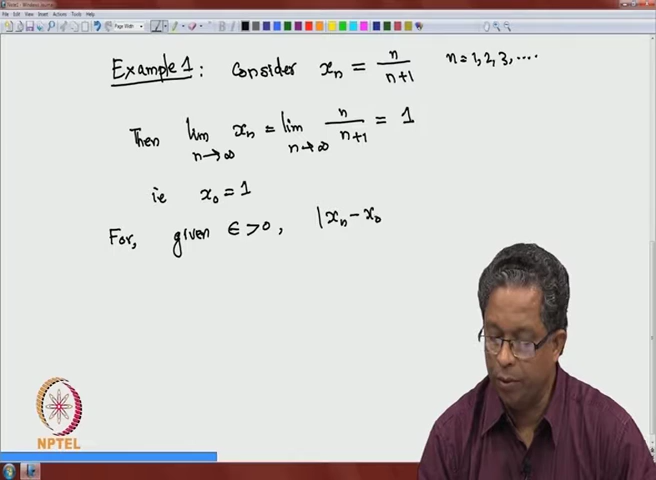 Example 1: Consider xₙ = n/(n+1) n = 1, 2, 3, ....
Then lim n→∞ xₙ = lim n→∞ n/(n+1) = 1
ie x₀ = 1
For, given ∈ > 0, |xₙ − x₀
NPTEL